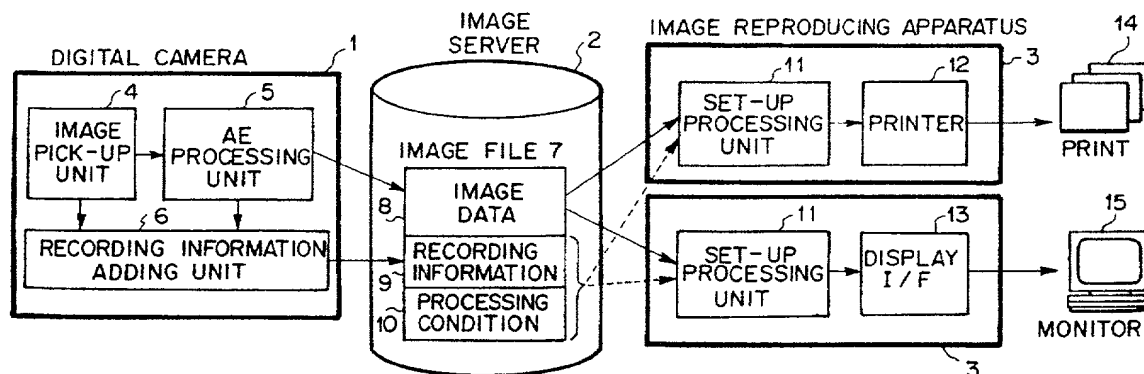 DIGITAL CAMERA
1
4
IMAGE
PICK-UP
UNIT
5
AE
PROCESSING
UNIT
6
RECORDING INFORMATION
ADDING UNIT
IMAGE
SERVER
2
IMAGE FILE 7
8
IMAGE
DATA
9
RECORDING
INFORMATION
10
PROCESSING
CONDITION
IMAGE REPRODUCING APPARATUS
3
11
SET-UP
PROCESSING
UNIT
12
PRINTER
14
PRINT
11
SET-UP
PROCESSING
UNIT
13
DISPLAY
I/F
15
MONITOR
3